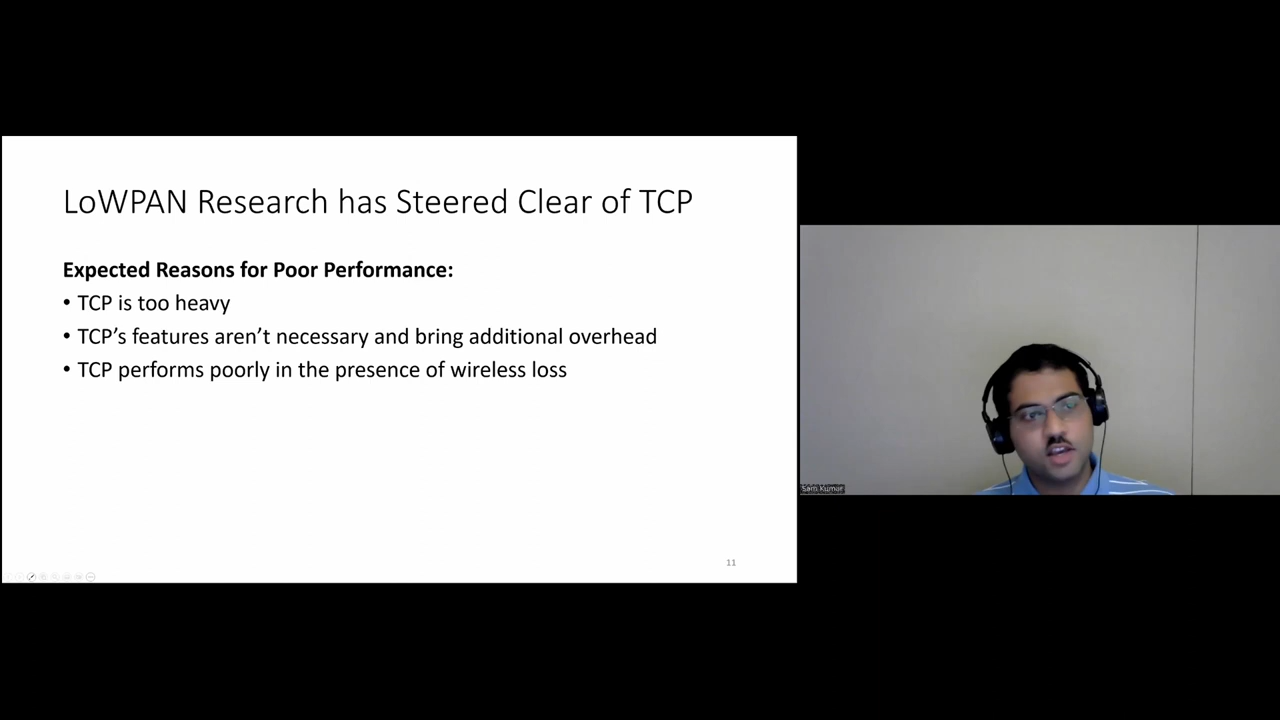 LoWPAN Research has Steered Clear of TCP
Expected Reasons for Poor Performance:
• TCP is too heavy
• TCP's features aren't necessary and bring additional overhead
• TCP performs poorly in the presence of wireless loss
11
Sam Kumar